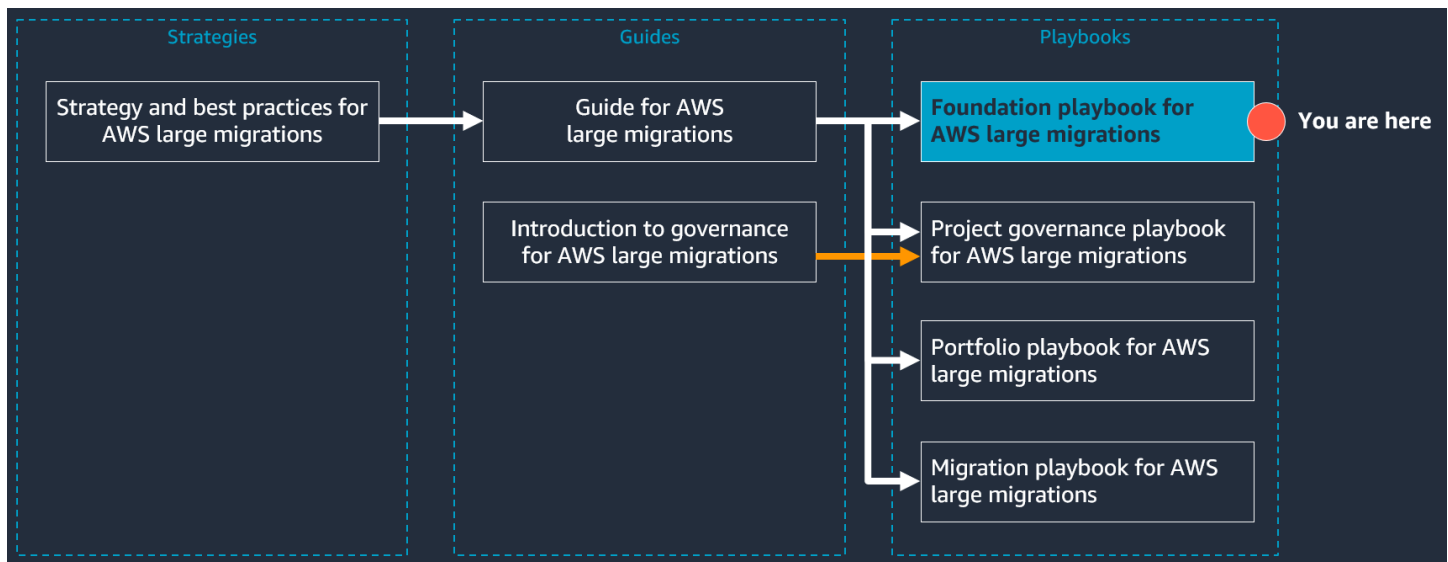 Strategies
Strategy and best practices for
AWS large migrations
Guides
Guide for AWS
large migrations
Introduction to governance
for AWS large migrations
Playbooks
Foundation playbook for
AWS large migrations
You are here
Project governance playbook
for AWS large migrations
Portfolio playbook for AWS
large migrations
Migration playbook for AWS
large migrations